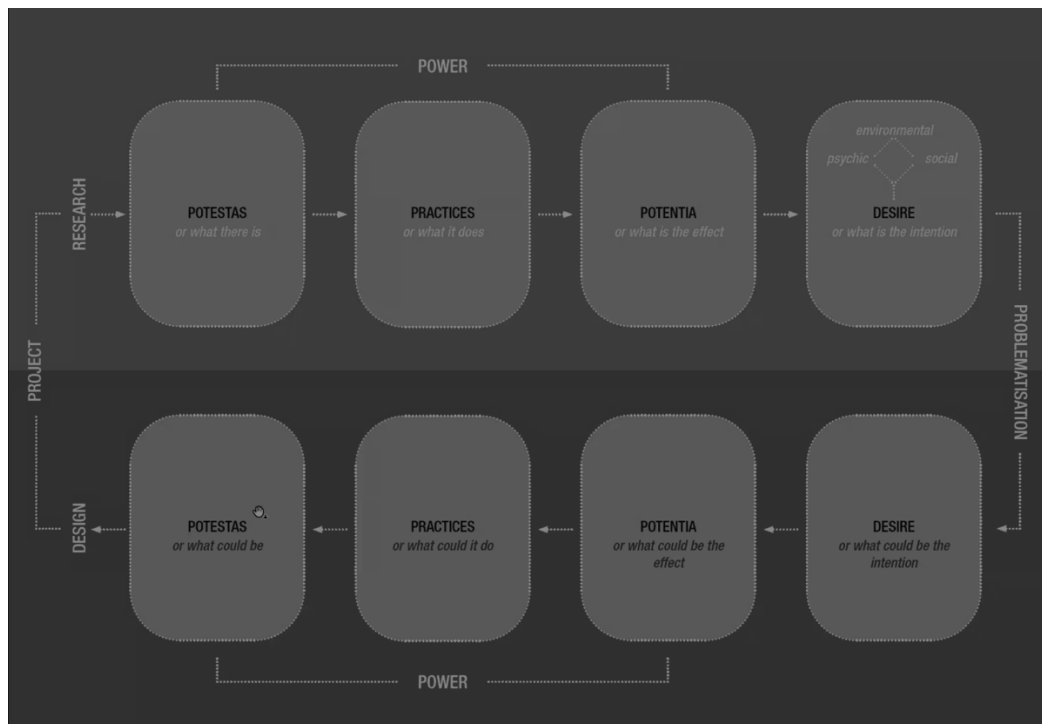 POWER
environmental
psychic
social
RESEARCH
POTESTAS
or what there is
PRACTICES
or what it does
POTENTIA
or what is the effect
DESIRE
or what is the intention
PROJECT
PROBLEMATISATION
DESIGN
POTESTAS
or what could be
PRACTICES
or what could it do
POTENTIA
or what could be the
effect
DESIRE
or what could be the
intention
POWER